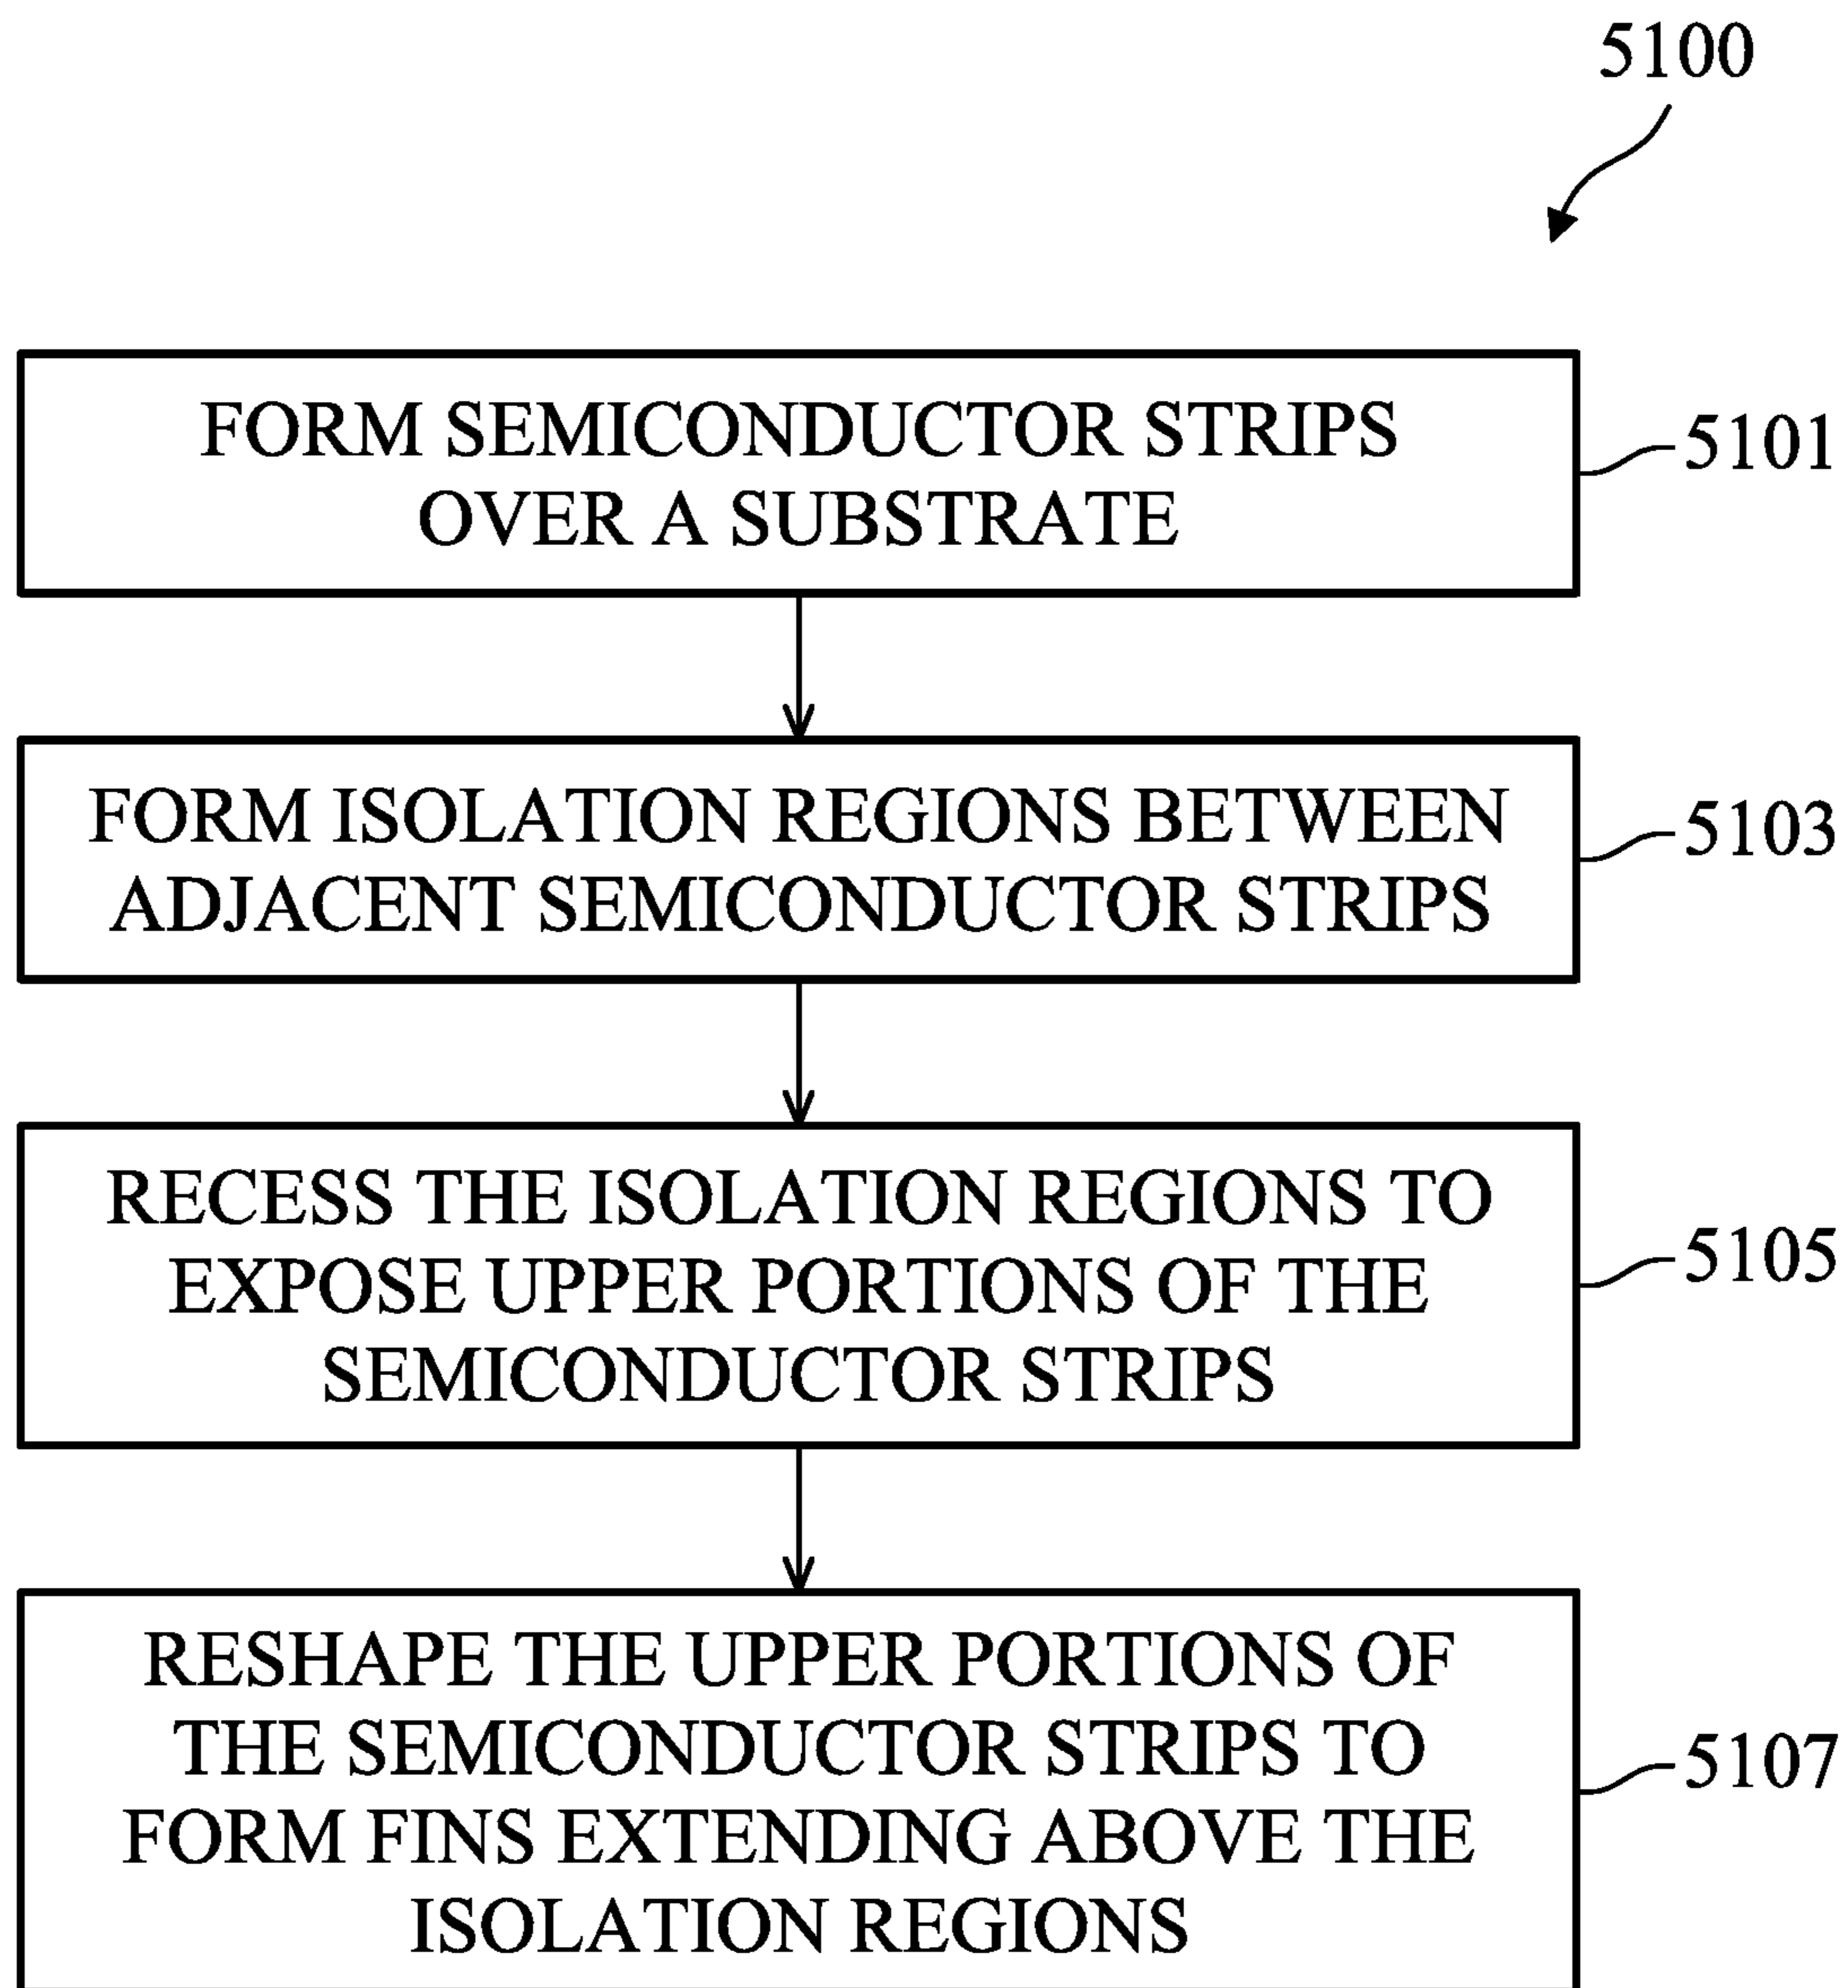 5100
FORM SEMICONDUCTOR STRIPS
OVER A SUBSTRATE
5101
FORM ISOLATION REGIONS BETWEEN
ADJACENT SEMICONDUCTOR STRIPS
5103
RECESS THE ISOLATION REGIONS TO
EXPOSE UPPER PORTIONS OF THE
SEMICONDUCTOR STRIPS
5105
RESHAPE THE UPPER PORTIONS OF
THE SEMICONDUCTOR STRIPS TO
FORM FINS EXTENDING ABOVE THE
ISOLATION REGIONS
5107